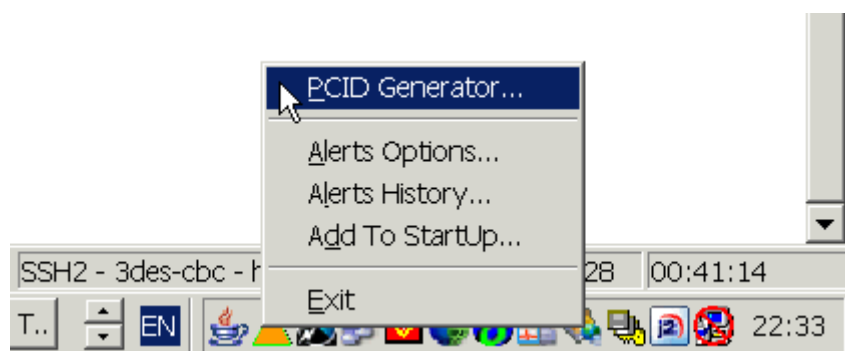 PCID Generator...
Alerts Options...
Alerts History...
Add To StartUp...
Exit
SSH2 - 3des-cbc - h 28 00:41:14
T.. EN 22:33